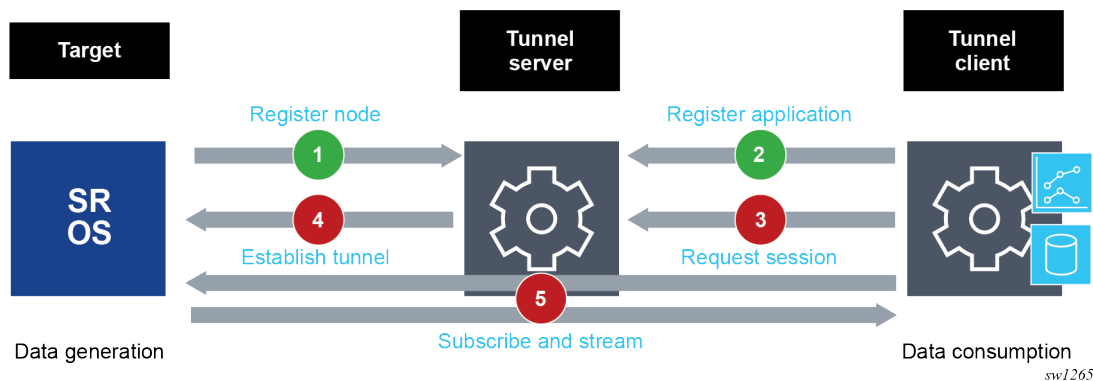 Target
Tunnel
server
Tunnel
client
Register node
Register application
1
2
SR
OS
4
3
Establish tunnel
Request session
5
Subscribe and stream
Data generation
Data consumption
sw1265